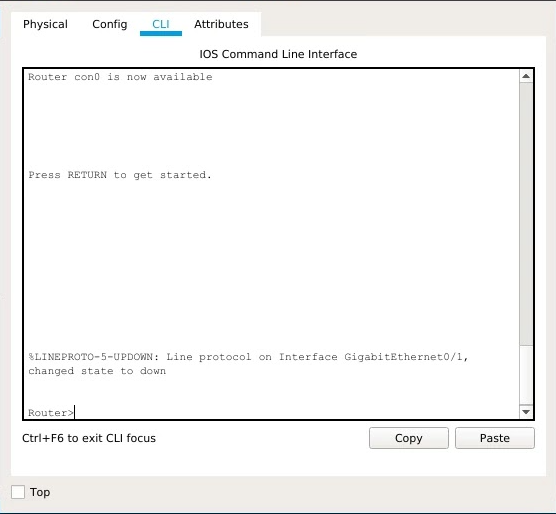 Physical Config CLI Attributes
IOS Command Line Interface
Router con0 is now available
Press RETURN to get started.
%LINEPROTO-5-UPDOWN: Line protocol on Interface GigabitEthernet0/1,
changed state to down
Router>
Ctrl+F6 to exit CLI focus Copy Paste
Top